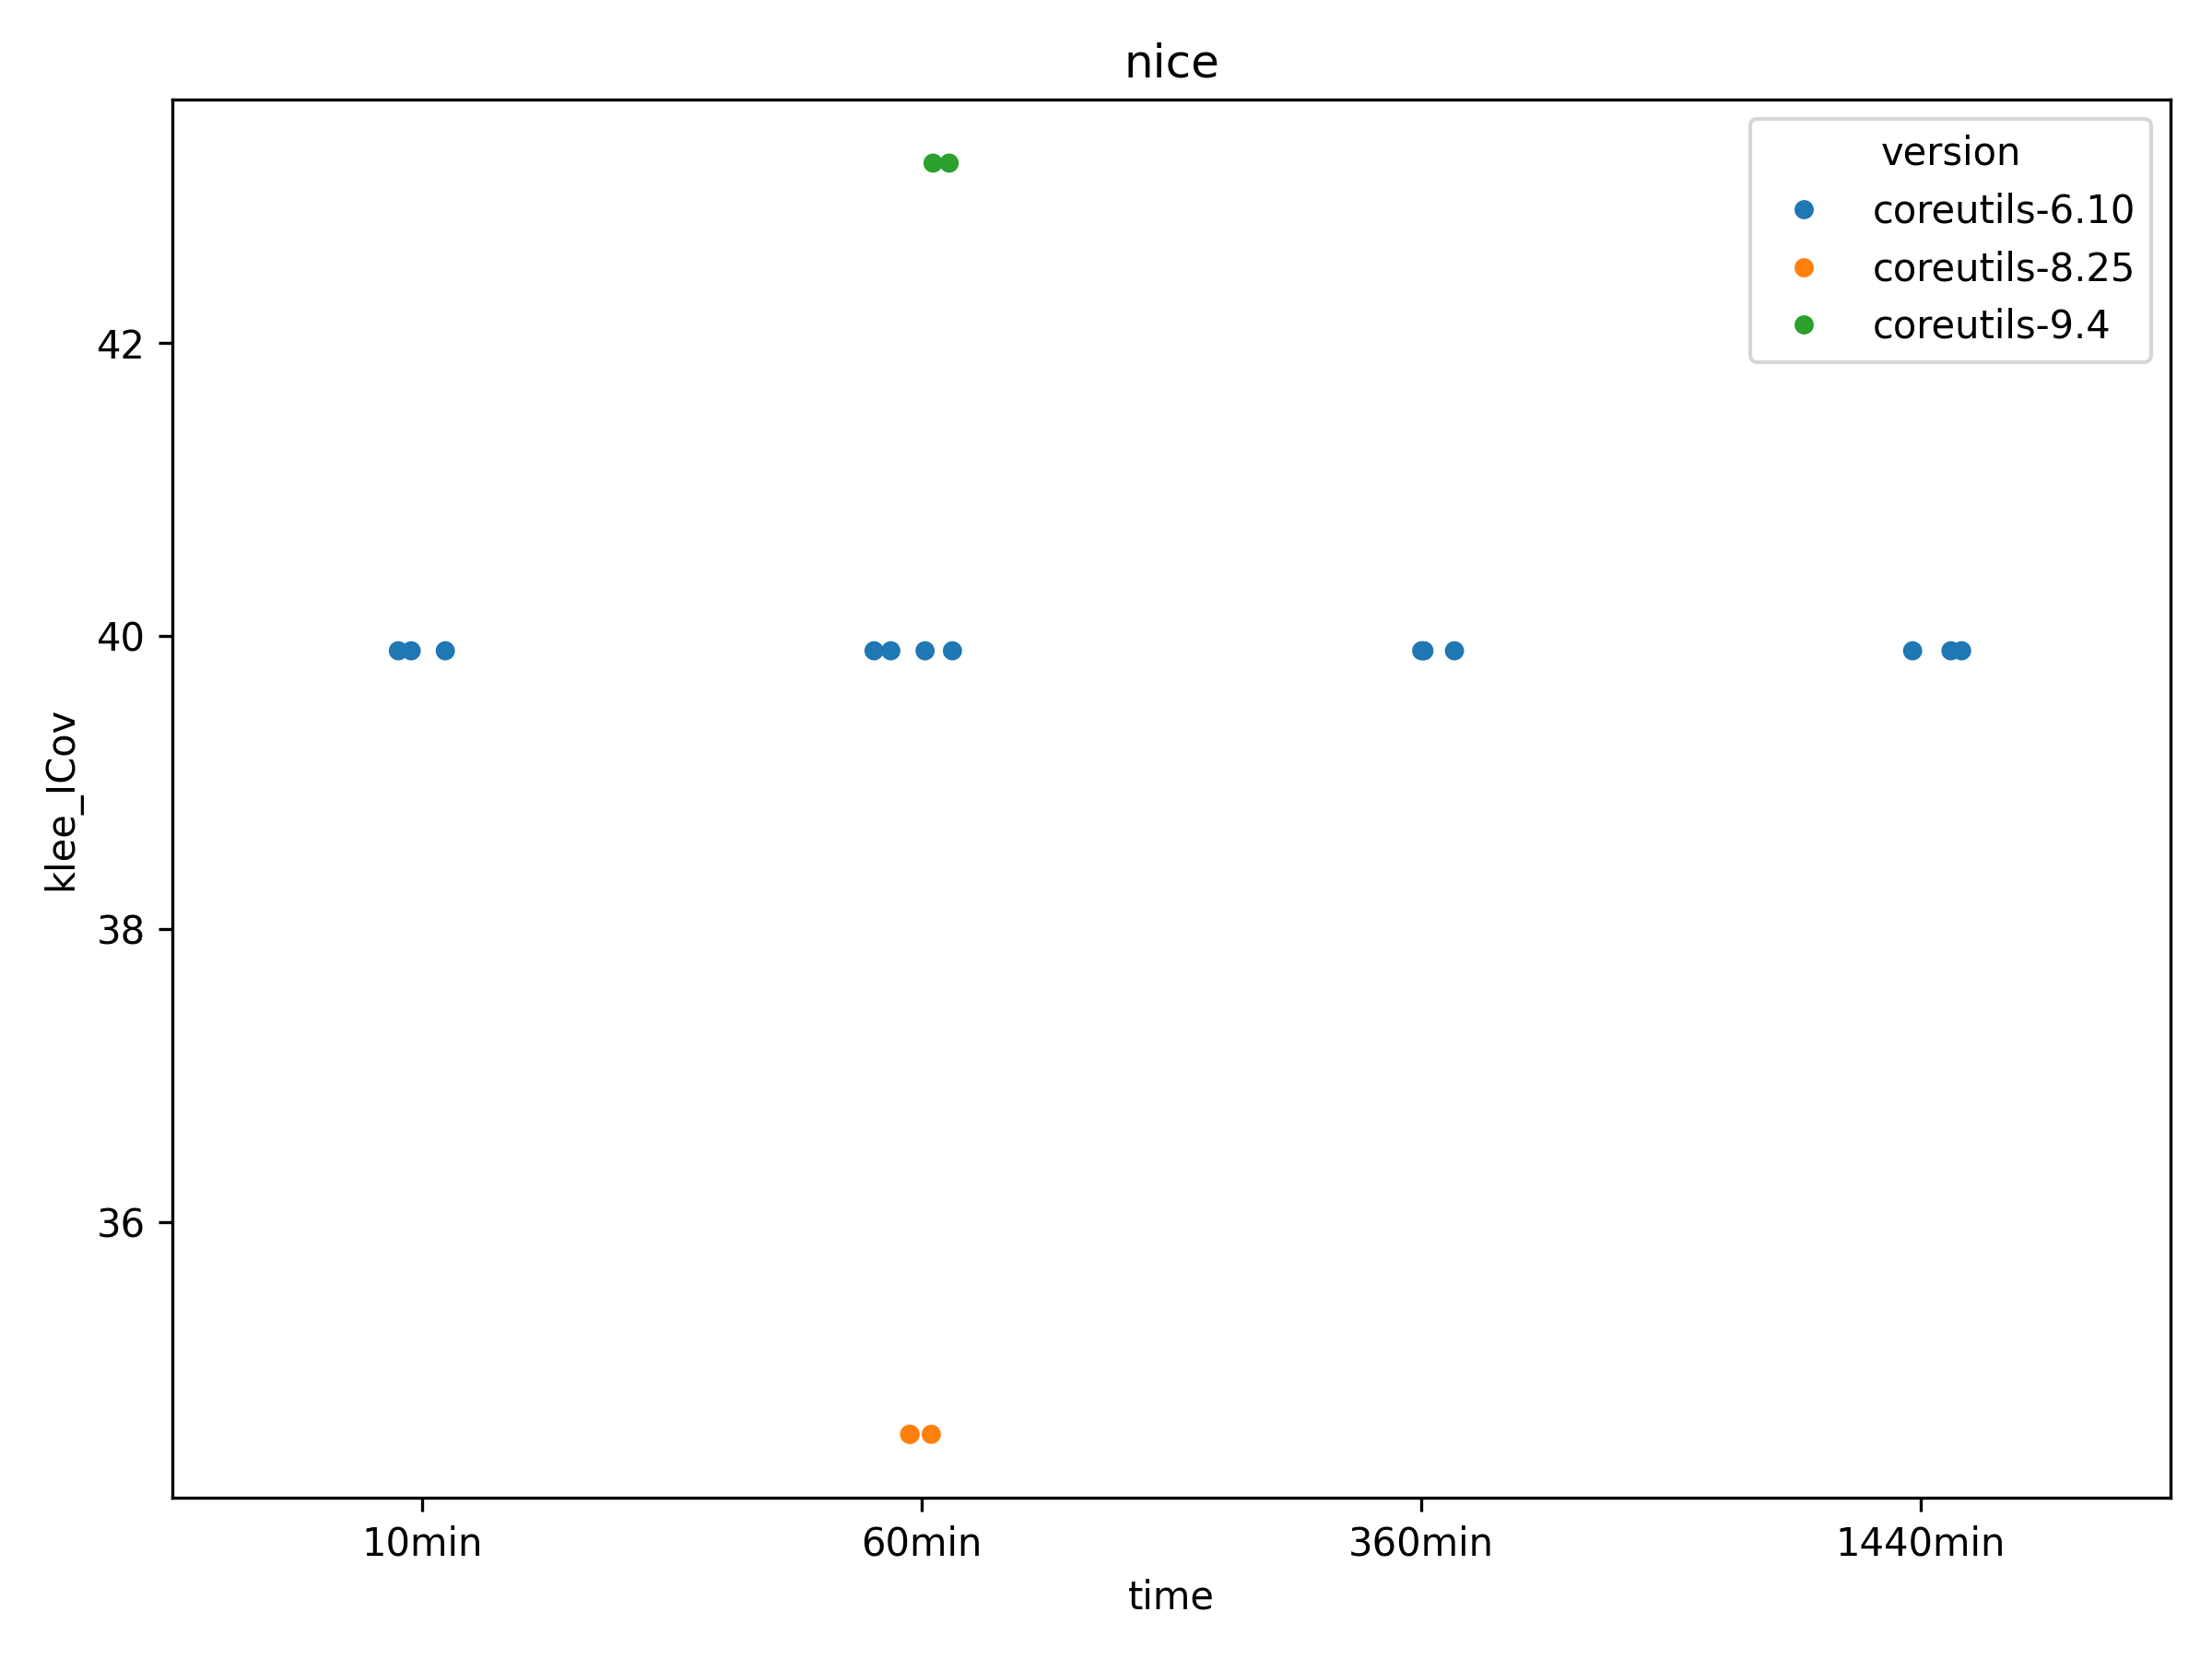 nice
version
coreutils-6.10
coreutils-8.25
coreutils-9.4
klee_ICov
42
40
38
36
10min
60min
360min
1440min
time